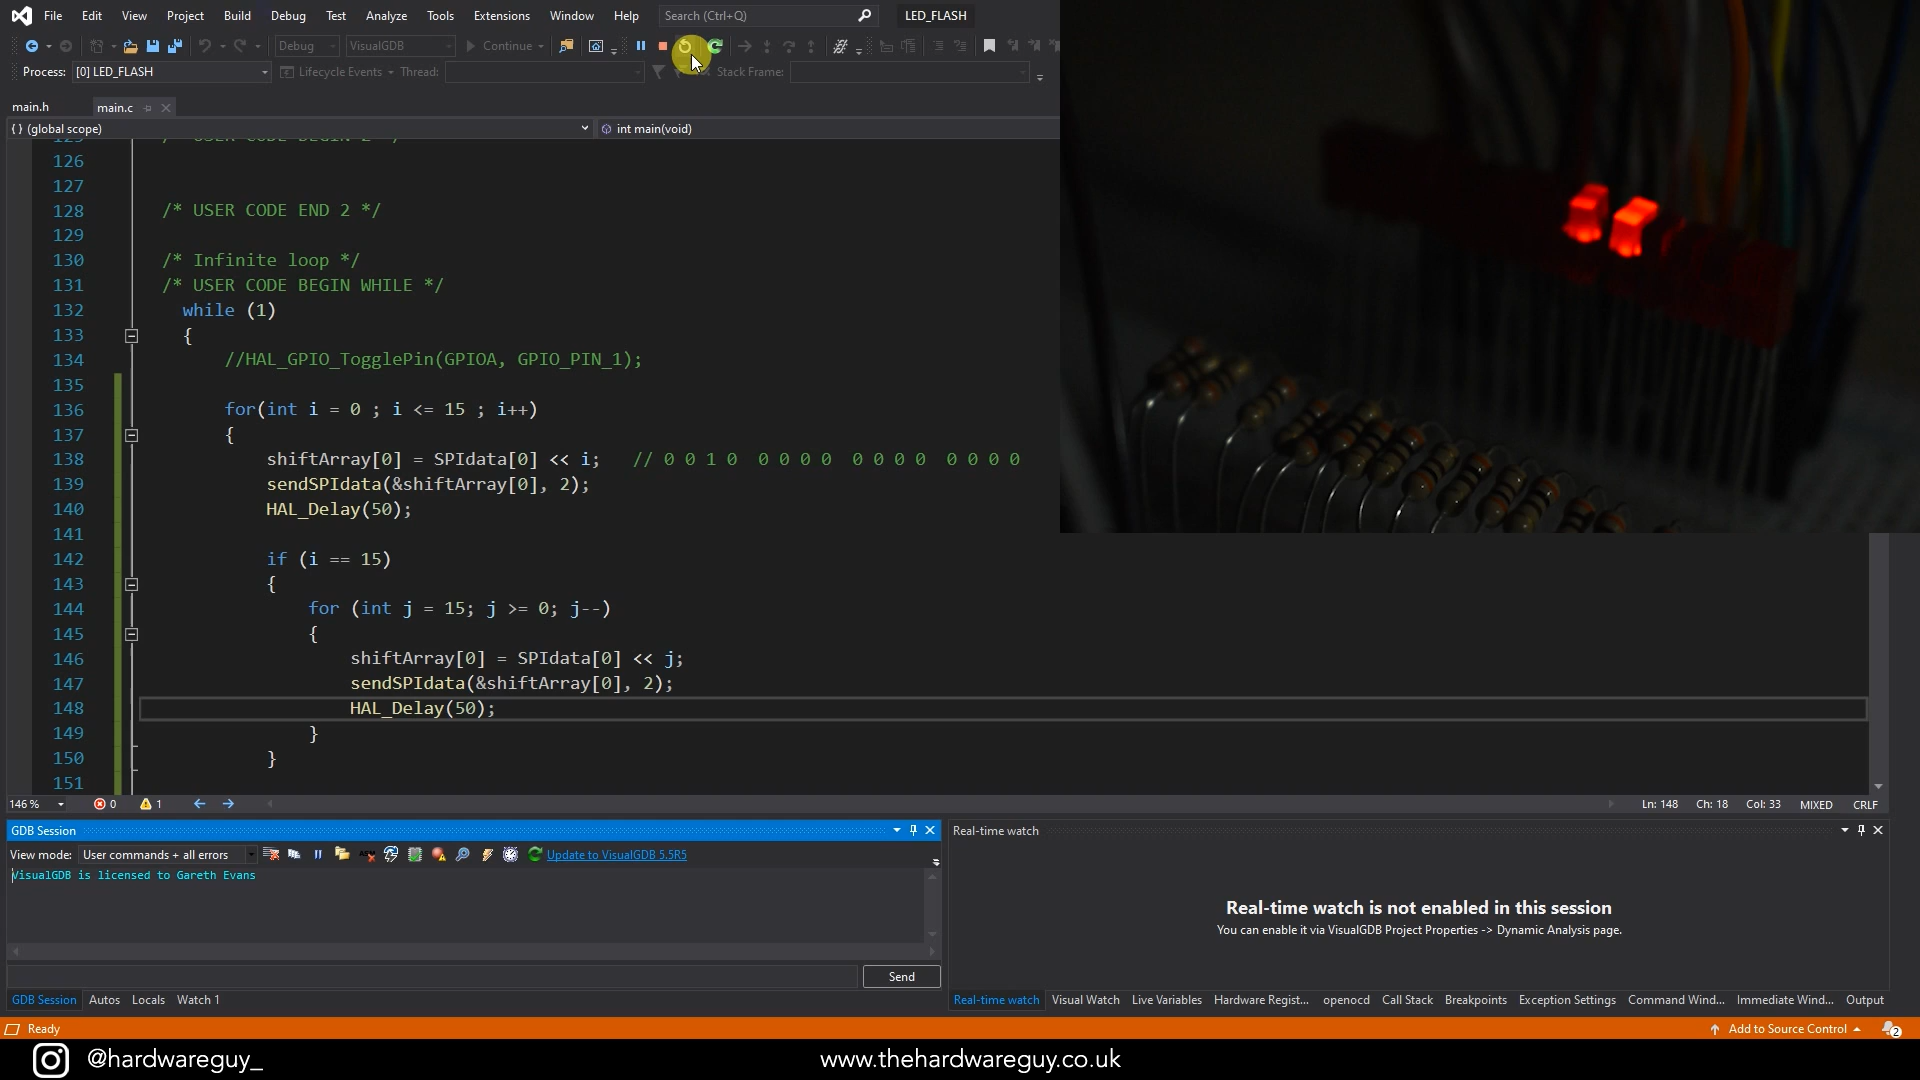 File Edit View Project Build Debug Test Analyze Tools Extensions Window Help Search (Ctrl+Q) LED_FLASH
Debug VisualGDB Continue
Process: [0] LED_FLASH Lifecycle Events Thread: Stack Frame:
main.h main.c
{ } (global scope) int main(void)
126
127
128 /* USER CODE END 2 */
129
130 /* Infinite loop */
131 /* USER CODE BEGIN WHILE */
132 while (1)
133 {
134 //HAL_GPIO_TogglePin(GPIOA, GPIO_PIN_1);
135
136 for(int i = 0 ; i <= 15 ; i++)
137 {
138 shiftArray[0] = SPIdata[0] << i; // 0 0 1 0 0 0 0 0 0 0 0 0 0 0 0 0
139 sendSPIdata(&shiftArray[0], 2);
140 HAL_Delay(50);
141
142 if (i == 15)
143 {
144 for (int j = 15; j >= 0; j--)
145 {
146 shiftArray[0] = SPIdata[0] << j;
147 sendSPIdata(&shiftArray[0], 2);
148 HAL_Delay(50);
149 }
150 }
151
146 % 0 1 Ln: 148 Ch: 18 Col: 33 MIXED CRLF
GDB Session
View mode: User commands + all errors Update to VisualGDB 5.5R5
VisualGDB is licensed to Gareth Evans
Send
GDB Session Autos Locals Watch 1
Real-time watch
Real-time watch is not enabled in this session
You can enable it via VisualGDB Project Properties -> Dynamic Analysis page.
Real-time watch Visual Watch Live Variables Hardware Regist... openocd Call Stack Breakpoints Exception Settings Command Wind... Immediate Wind... Output
Ready Add to Source Control 2
@hardwareguy_ www.thehardwareguy.co.uk